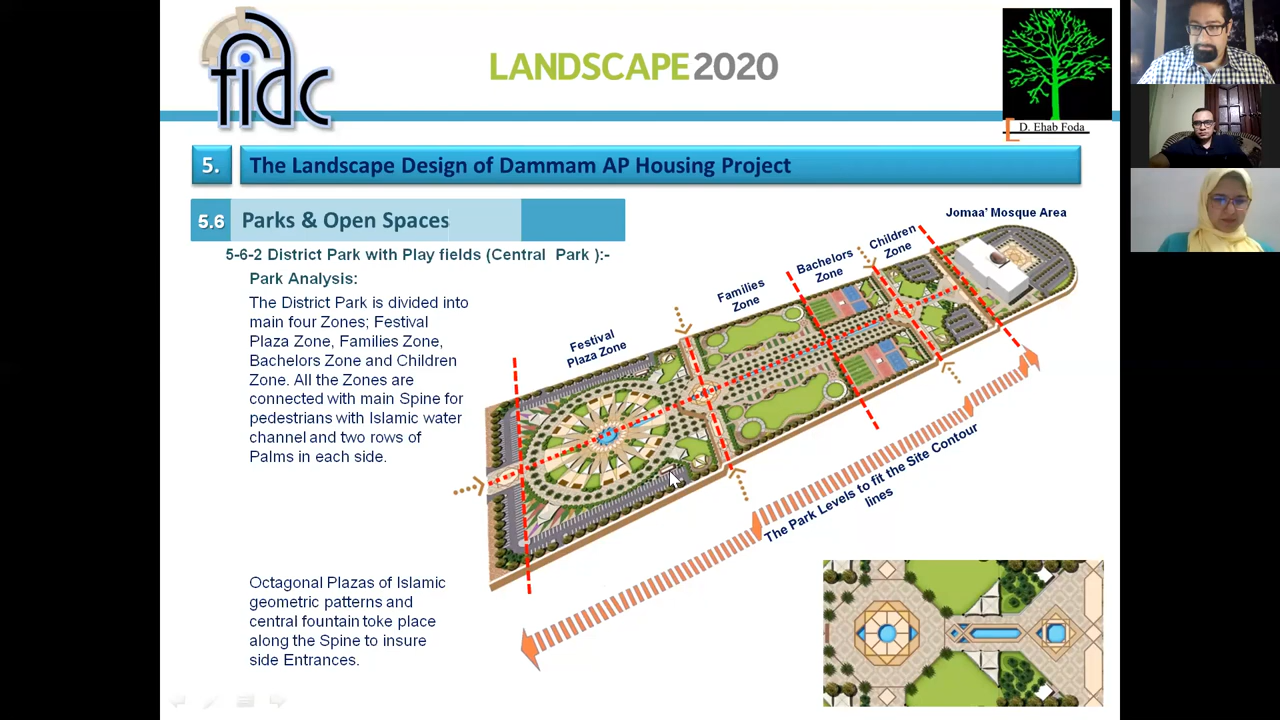 fidc
LANDSCAPE2020
D. Ehab Foda
5.
The Landscape Design of Dammam AP Housing Project
5.6
Parks & Open Spaces
5-6-2 District Park with Play fields (Central Park ):-
Park Analysis:
The District Park is divided into
main four Zones; Festival
Plaza Zone, Families Zone,
Bachelors Zone and Children
Zone. All the Zones are
connected with main Spine for
pedestrians with Islamic water
channel and two rows of
Palms in each side.
Octagonal Plazas of Islamic
geometric patterns and
central fountain toke place
along the Spine to insure
side Entrances.
Festival
Plaza Zone
Families
Zone
Bachelors
Zone
Children
Zone
Jomaa' Mosque Area
The Park Levels to fit the Site Contour
lines